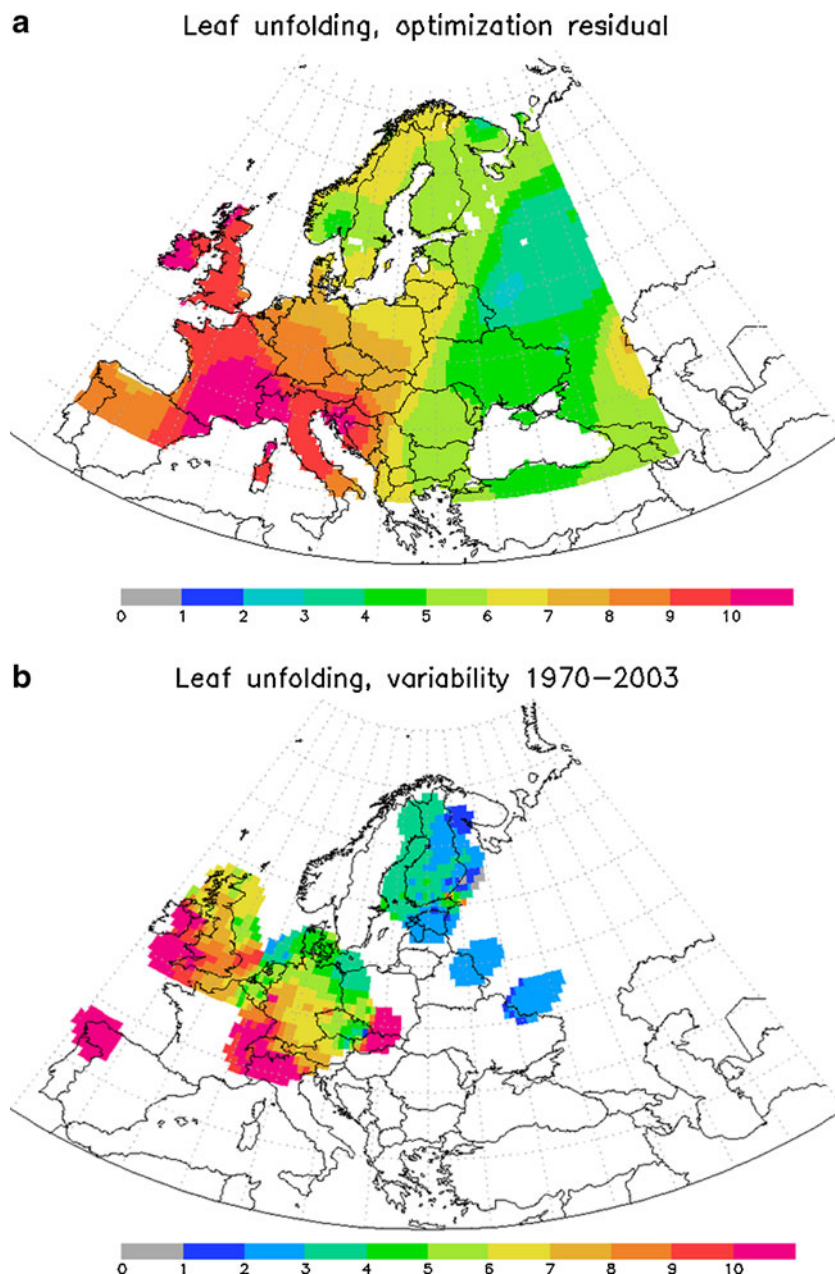 a
Leaf unfolding, optimization residual
0 1 2 3 4 5 6 7 8 9 10
b
Leaf unfolding, variability 1970-2003
0 1 2 3 4 5 6 7 8 9 10